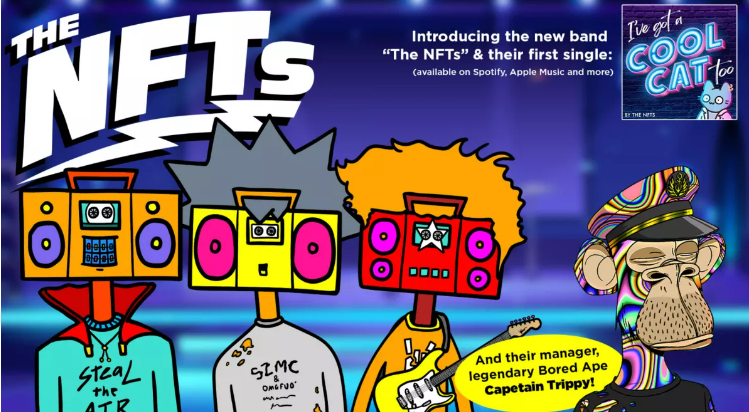 THE
NFTs
Introducing the new band
“The NFTs” & their first single:
(available on Spotify, Apple Music and more)
I've got a
COOL
CAT too
BY THE NFTS
STEAL
the
AIR
SIMC
&
OMGFUD
And their manager,
legendary Bored Ape
Capetain Trippy!